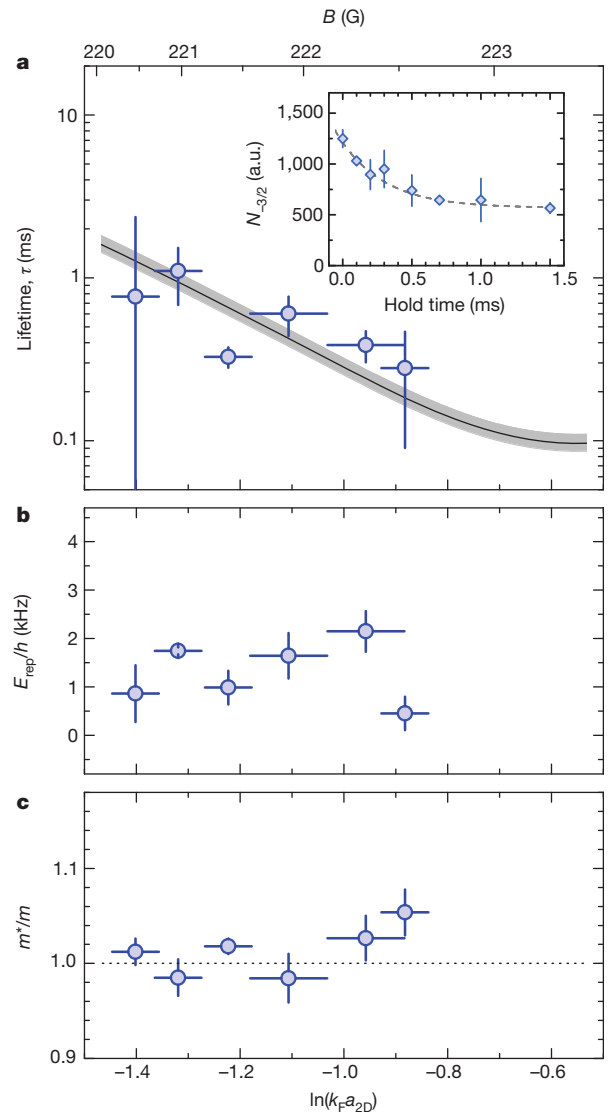 B (G)
220 221 222 223
a
10
1
0.1
Lifetime, τ (ms)
1,500
1,000
500
0
N−3/2 (a.u.)
0.0 0.5 1.0 1.5
Hold time (ms)
b
4
3
2
1
0
Erep/h (kHz)
c
1.1
1.0
0.9
m*/m
−1.4 −1.2 −1.0 −0.8 −0.6
ln(kFa2D)